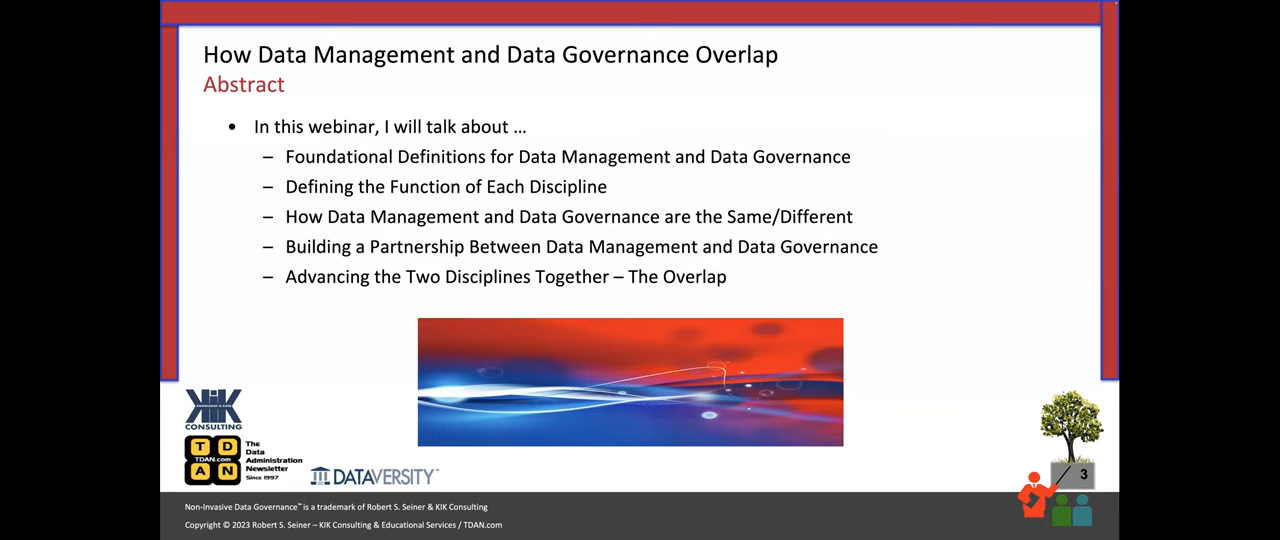 How Data Management and Data Governance Overlap
Abstract
• In this webinar, I will talk about …
– Foundational Definitions for Data Management and Data Governance
– Defining the Function of Each Discipline
– How Data Management and Data Governance are the Same/Different
– Building a Partnership Between Data Management and Data Governance
– Advancing the Two Disciplines Together – The Overlap
KIK
CONSULTING
T D
TDAN.com
A N
The
Data
Administration
Newsletter
Since 1997
DATAVERSITY™
3
Non-Invasive Data Governance™ is a trademark of Robert S. Seiner & KIK Consulting
Copyright © 2023 Robert S. Seiner – KIK Consulting & Educational Services / TDAN.com